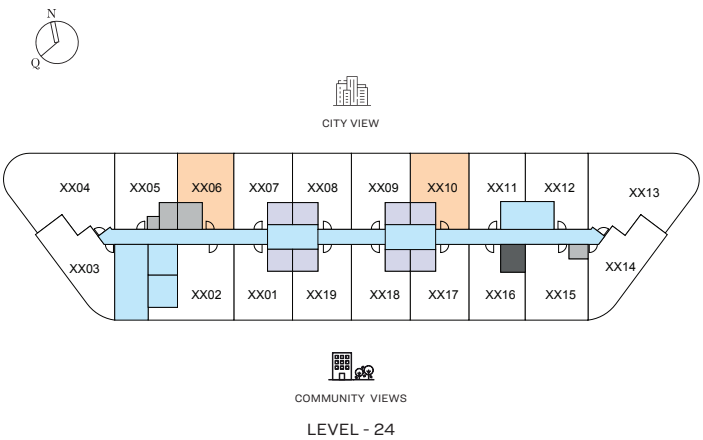 N
Q
CITY VIEW
XX04 XX05 XX06 XX07 XX08 XX09 XX10 XX11 XX12 XX13
XX03 XX14
XX02 XX01 XX19 XX18 XX17 XX16 XX15
COMMUNITY VIEWS
LEVEL - 24